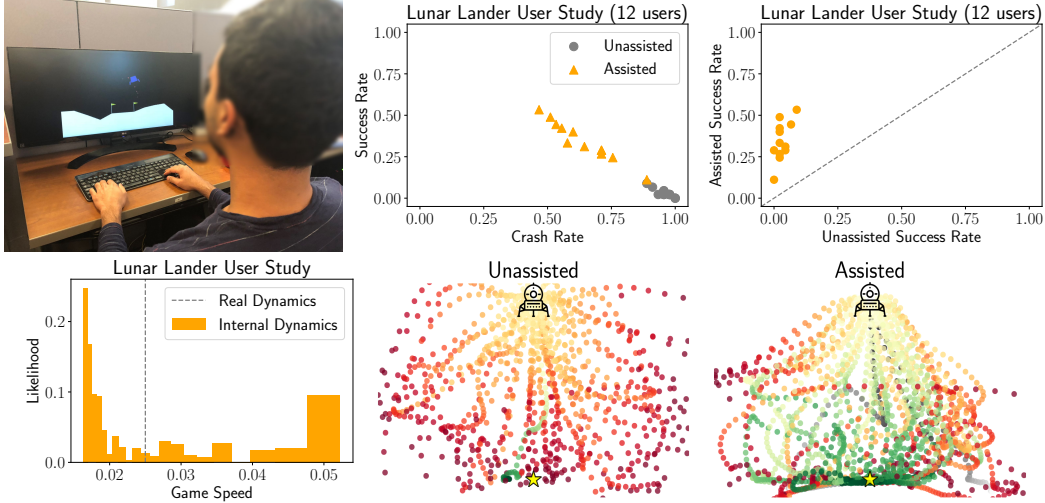 Lunar Lander User Study (12 users)
Success Rate
1.00
0.75
0.50
0.25
0.00
Unassisted
Assisted
0.00 0.25 0.50 0.75 1.00
Crash Rate
Lunar Lander User Study (12 users)
Assisted Success Rate
1.00
0.75
0.50
0.25
0.00
0.00 0.25 0.50 0.75 1.00
Unassisted Success Rate
Lunar Lander User Study
Likelihood
0.2
0.1
0.0
Real Dynamics
Internal Dynamics
0.02 0.03 0.04 0.05
Game Speed
Unassisted
Assisted